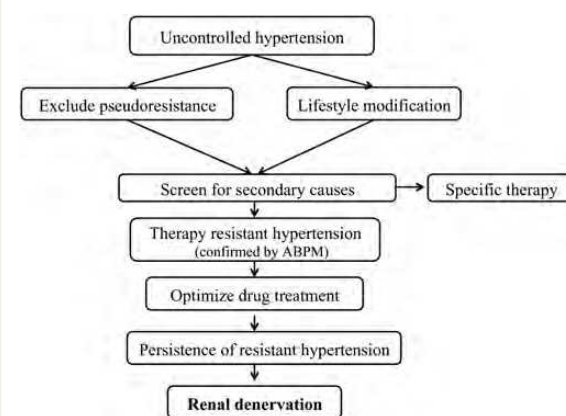 Uncontrolled hypertension
Exclude pseudoresistance
Lifestyle modification
Screen for secondary causes
Specific therapy
Therapy resistant hypertension
(confirmed by ABPM)
Optimize drug treatment
Persistence of resistant hypertension
Renal denervation